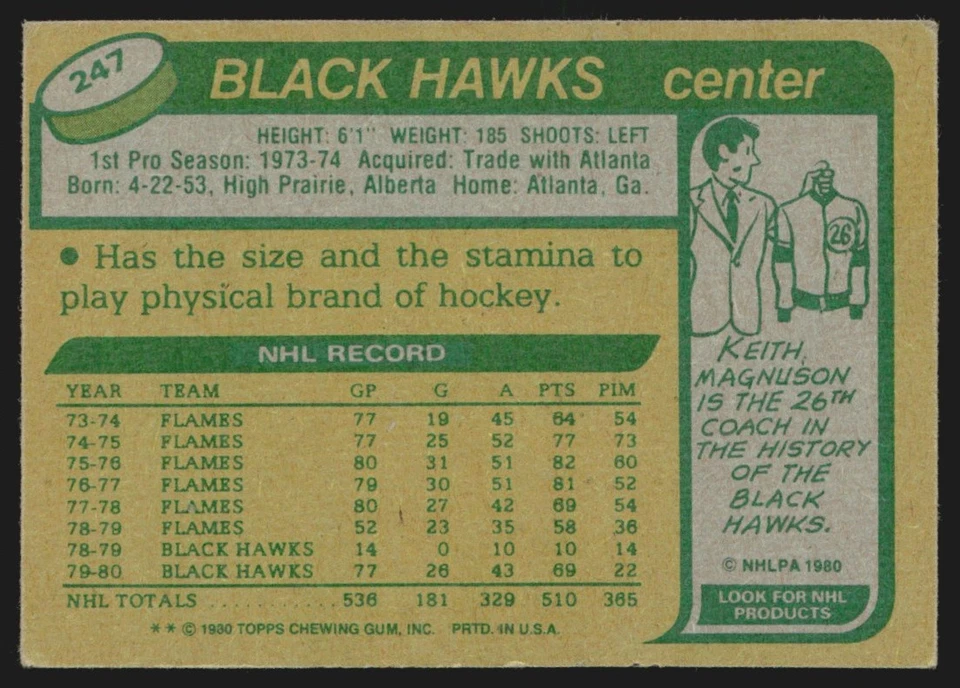 247
BLACK HAWKS center
HEIGHT: 6'1" WEIGHT: 185 SHOOTS: LEFT
1st Pro Season: 1973-74 Acquired: Trade with Atlanta
Born: 4-22-53, High Prairie, Alberta Home: Atlanta, Ga.
• Has the size and the stamina to
play physical brand of hockey.
NHL RECORD
YEAR TEAM GP G A PTS PIM
73-74 FLAMES 77 19 45 64 54
74-75 FLAMES 77 25 52 77 73
75-76 FLAMES 80 31 51 82 60
76-77 FLAMES 79 30 51 81 52
77-78 FLAMES 80 27 42 69 54
78-79 FLAMES 52 23 35 58 36
78-79 BLACK HAWKS 14 0 10 10 14
79-80 BLACK HAWKS 77 26 43 69 22
NHL TOTALS ............ 536 181 329 510 365
** © 1980 TOPPS CHEWING GUM, INC. PRTD. IN U.S.A.
26
KEITH
MAGNUSON
IS THE 26TH
COACH IN
THE HISTORY
OF THE
BLACK
HAWKS.
© NHLPA 1980
LOOK FOR NHL
PRODUCTS